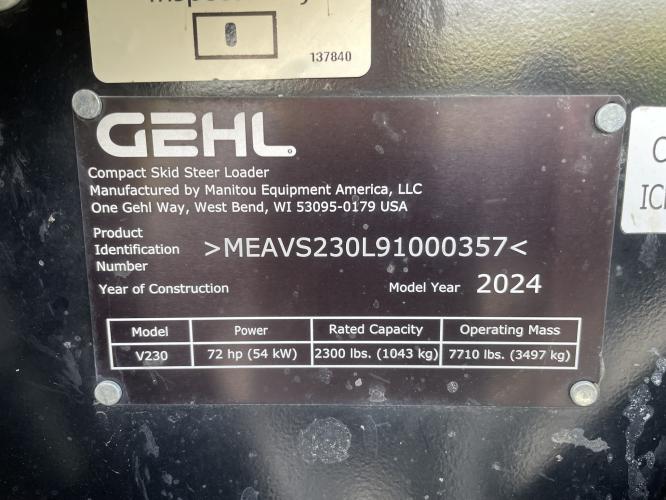 137840
GEHL
Compact Skid Steer Loader
Manufactured by Manitou Equipment America, LLC
One Gehl Way, West Bend, WI 53095-0179 USA
Product
Identification
Number
>MEAVS230L91000357<
Year of Construction
Model Year 2024
Model Power Rated Capacity Operating Mass
V230 72 hp (54 kW) 2300 lbs. (1043 kg) 7710 lbs. (3497 kg)